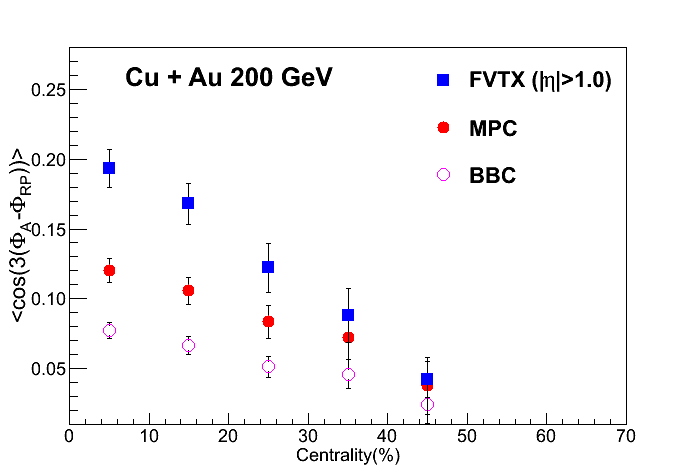 Cu + Au 200 GeV
FVTX (|η|>1.0)
MPC
BBC
<cos(3(Φ_A-Φ_RP))>
0.25
0.20
0.15
0.10
0.05
0 10 20 30 40 50 60 70
Centrality(%)